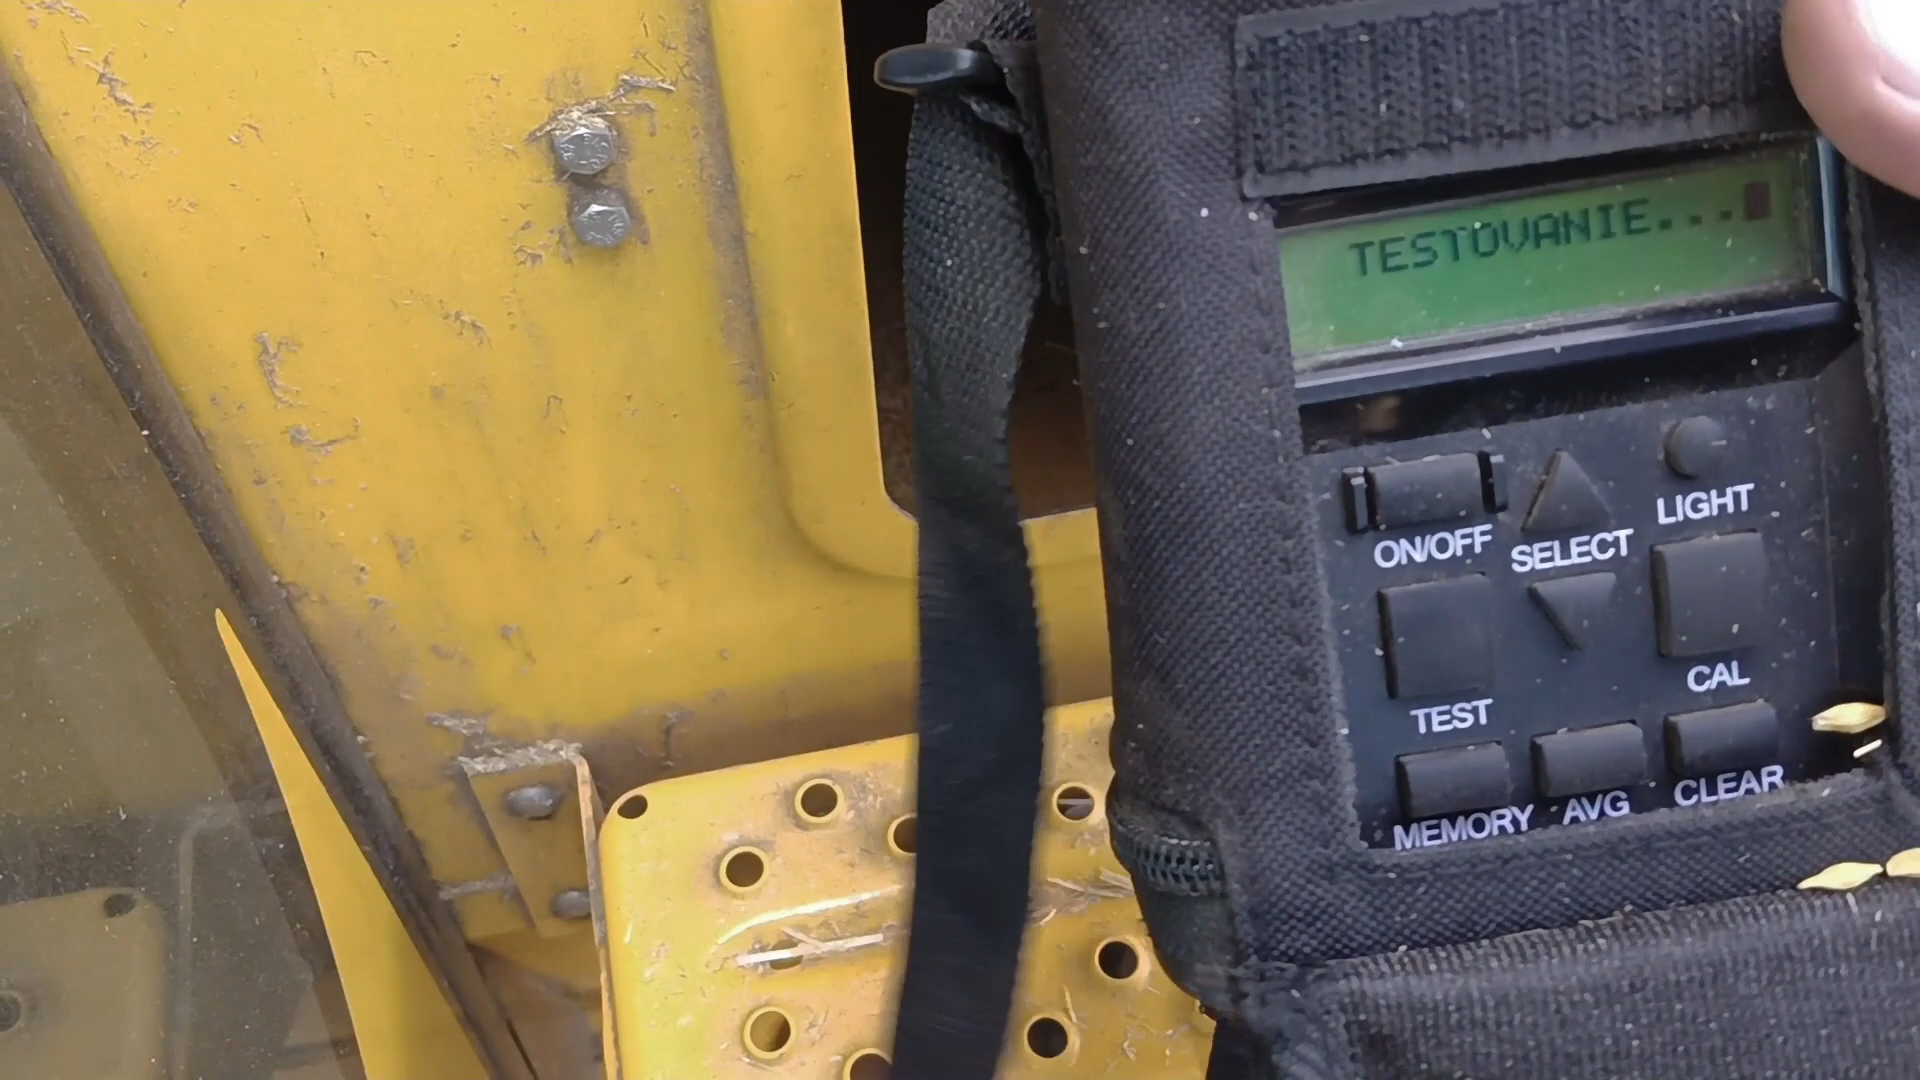 TESTOVANIE...
LIGHT
ON/OFF
SELECT
CAL
TEST
MEMORY
AVG
CLEAR